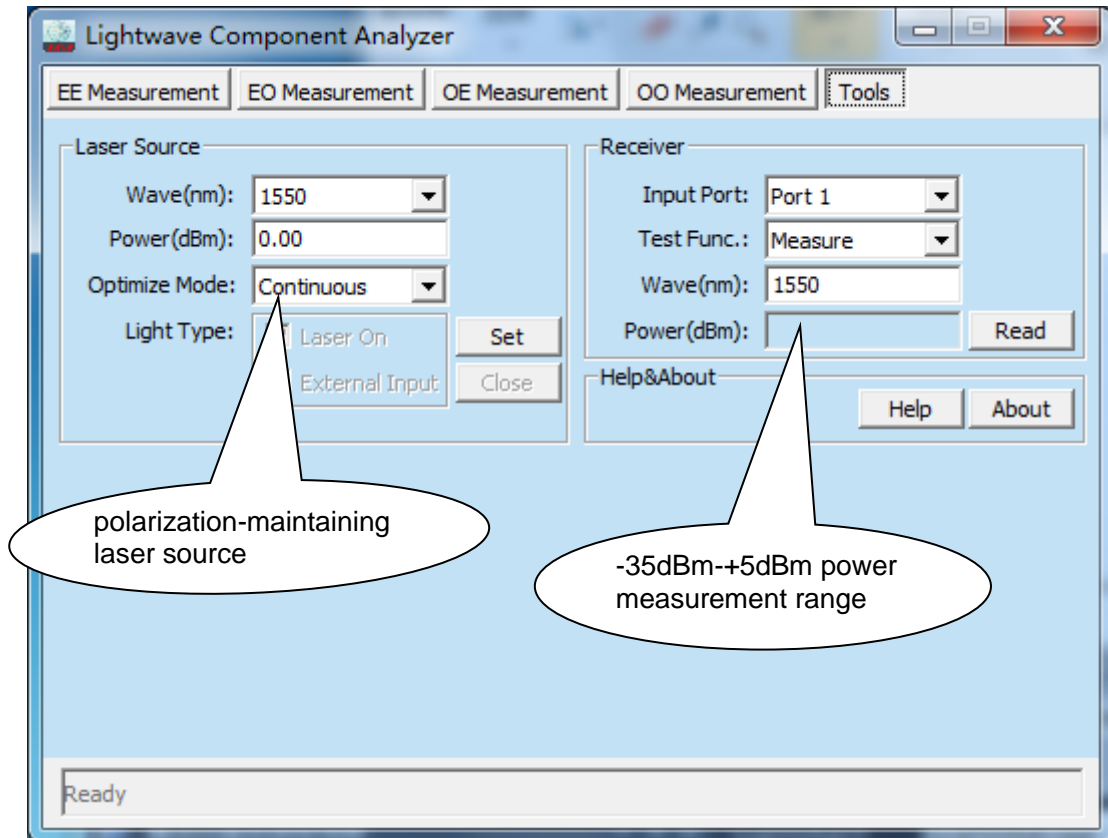 Lightwave Component Analyzer
EE Measurement EO Measurement OE Measurement OO Measurement Tools
Laser Source
Wave(nm): 1550
Power(dBm): 0.00
Optimize Mode: Continuous
Light Type: Laser On Set
External Input Close
Receiver
Input Port: Port 1
Test Func.: Measure
Wave(nm): 1550
Power(dBm): Read
Help&About
Help About
polarization-maintaining
laser source
-35dBm-+5dBm power
measurement range
Ready